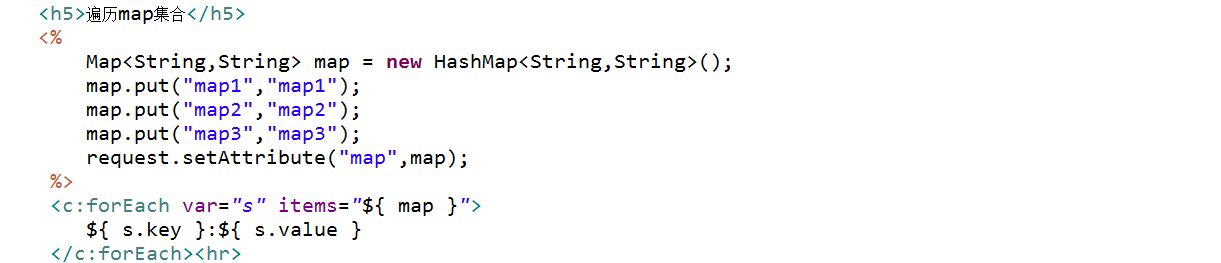 <h5>遍历map集合</h5>
<%
Map<String,String> map = new HashMap<String,String>();
map.put("map1","map1");
map.put("map2","map2");
map.put("map3","map3");
request.setAttribute("map",map);
%>
<c:forEach var="s" items="${ map }">
${ s.key }:${ s.value }
</c:forEach><hr>